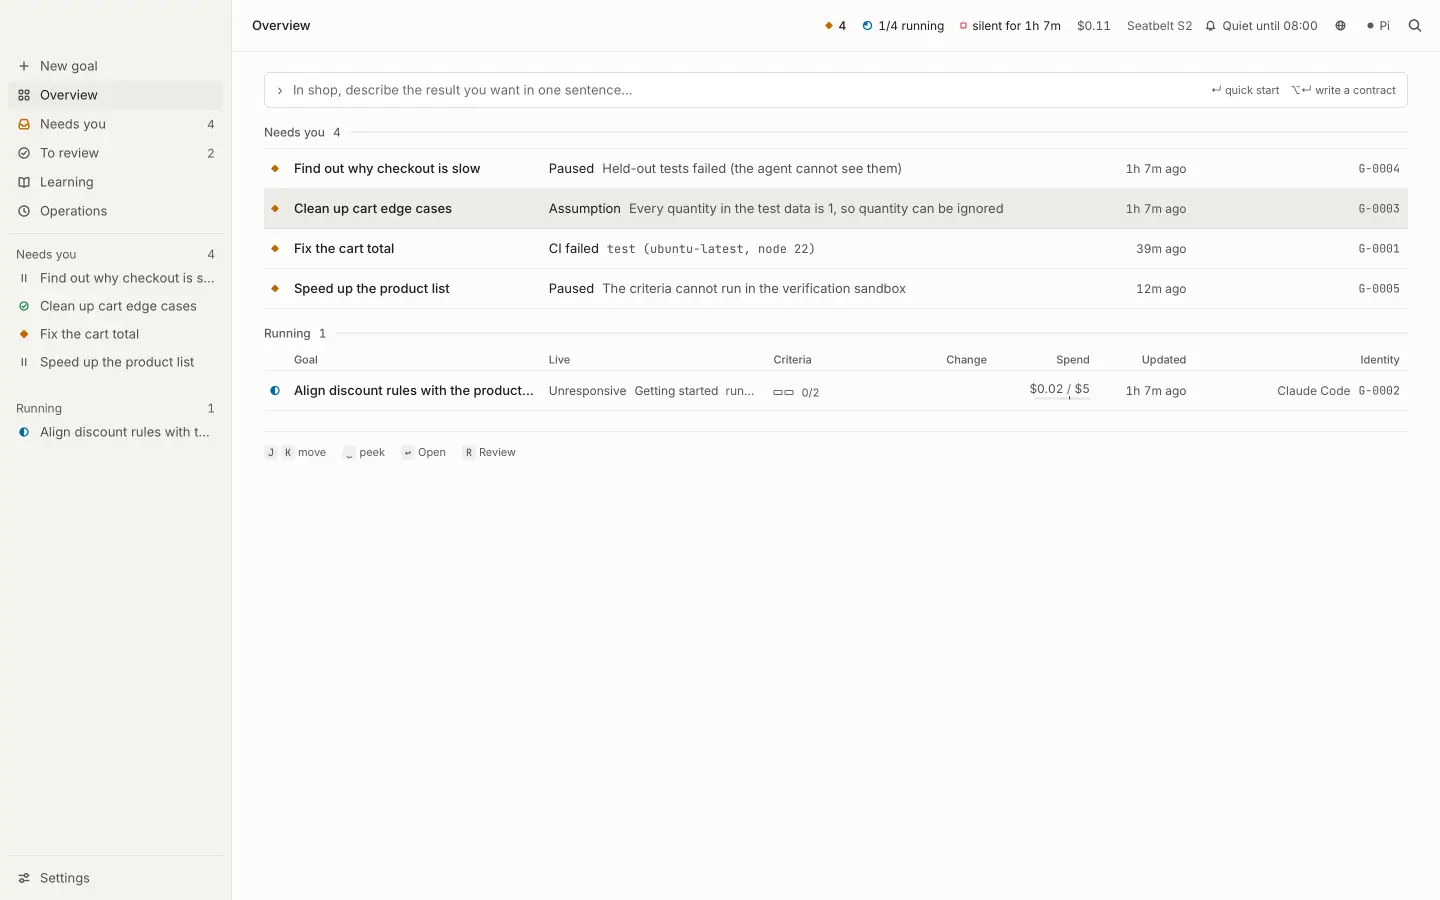 Overview
4
1/4 running
silent for 1h 7m
$0.11
Seatbelt S2
Quiet until 08:00
Pi
New goal
Overview
Needs you 4
To review 2
Learning
Operations
Needs you 4
Find out why checkout is s...
Clean up cart edge cases
Fix the cart total
Speed up the product list
Running 1
Align discount rules with t...
Settings
› In shop, describe the result you want in one sentence... ↵ quick start ⌥↵ write a contract
Needs you 4
Find out why checkout is slow Paused Held-out tests failed (the agent cannot see them) 1h 7m ago G-0004
Clean up cart edge cases Assumption Every quantity in the test data is 1, so quantity can be ignored 1h 7m ago G-0003
Fix the cart total CI failed test (ubuntu-latest, node 22) 39m ago G-0001
Speed up the product list Paused The criteria cannot run in the verification sandbox 12m ago G-0005
Running 1
Goal Live Criteria Change Spend Updated Identity
Align discount rules with the product... Unresponsive Getting started run... 0/2 $0.02 / $5 1h 7m ago Claude Code G-0002
J K move ⎵ peek ↵ Open R Review